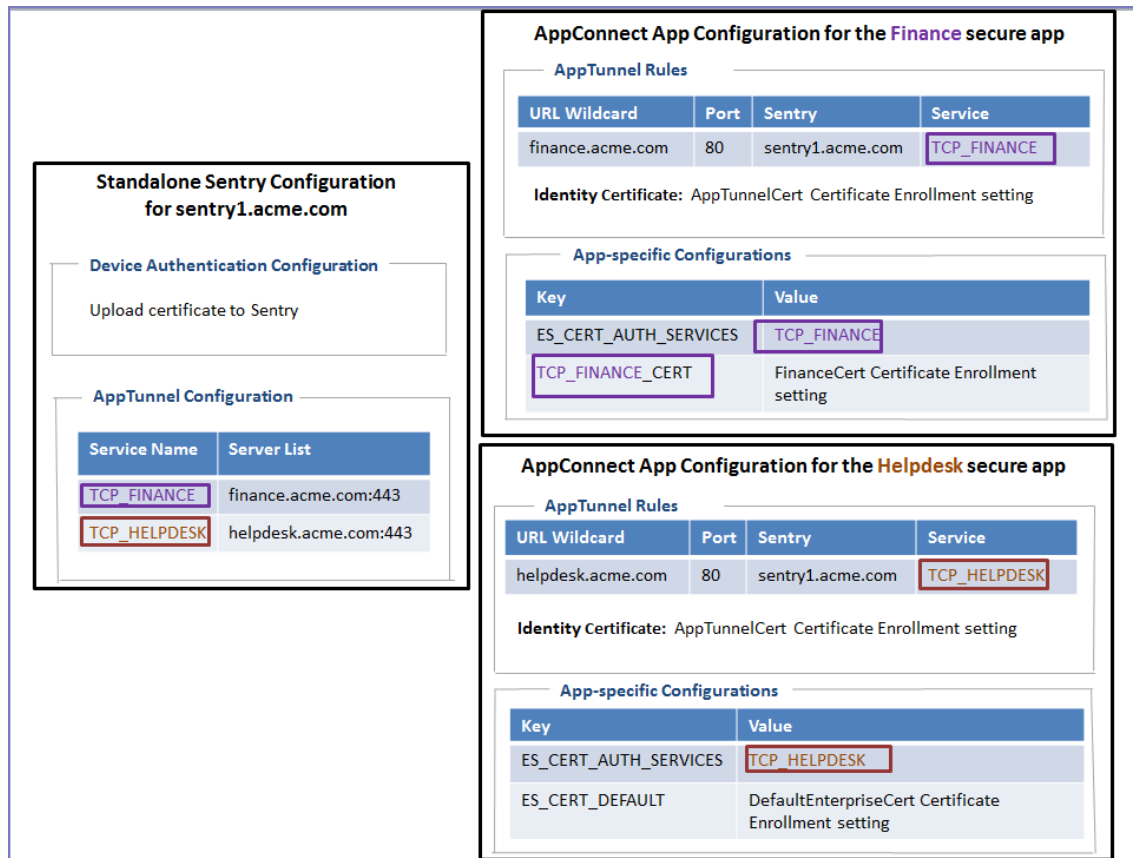 Standalone Sentry Configuration
for sentry1.acme.com
Device Authentication Configuration
Upload certificate to Sentry
AppTunnel Configuration
Service Name Server List
TCP_FINANCE finance.acme.com:443
TCP_HELPDESK helpdesk.acme.com:443
AppConnect App Configuration for the Finance secure app
AppTunnel Rules
URL Wildcard Port Sentry Service
finance.acme.com 80 sentry1.acme.com TCP_FINANCE
Identity Certificate: AppTunnelCert Certificate Enrollment setting
App-specific Configurations
Key Value
ES_CERT_AUTH_SERVICES TCP_FINANCE
TCP_FINANCE_CERT FinanceCert Certificate Enrollment
setting
AppConnect App Configuration for the Helpdesk secure app
AppTunnel Rules
URL Wildcard Port Sentry Service
helpdesk.acme.com 80 sentry1.acme.com TCP_HELPDESK
Identity Certificate: AppTunnelCert Certificate Enrollment setting
App-specific Configurations
Key Value
ES_CERT_AUTH_SERVICES TCP_HELPDESK
ES_CERT_DEFAULT DefaultEnterpriseCert Certificate
Enrollment setting